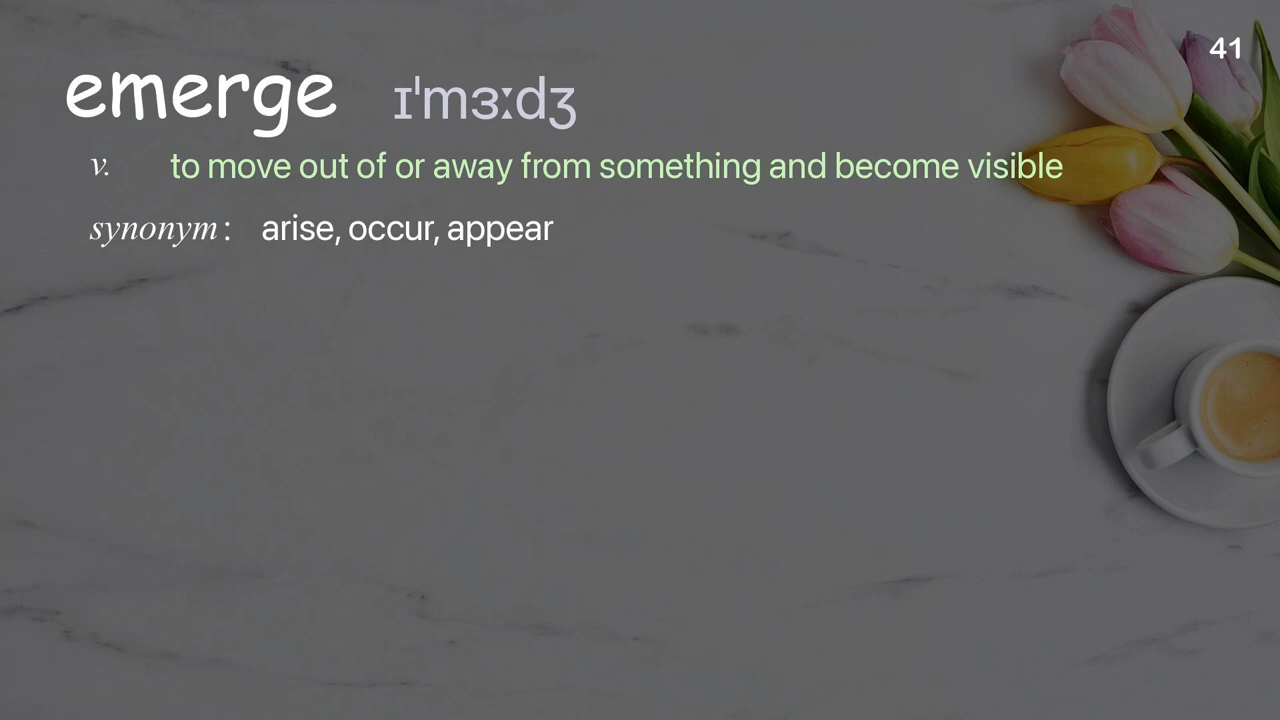 41
emerge ɪˈmɜːdʒ
v. to move out of or away from something and become visible
synonym: arise, occur, appear